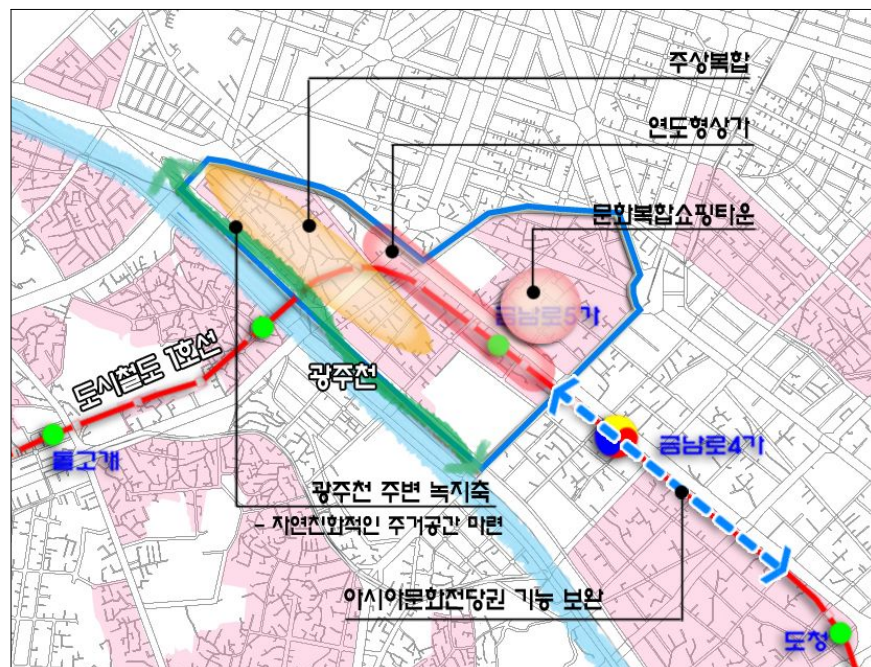 주상복합
연도형상가
문화복합쇼핑타운
금남로5가
도시철도 1호선
광주천
돌고개
금남로4가
광주천 주변 녹지축
- 자연친화적인 주거공간 마련
아시아문화전당권 기능 보완
도청